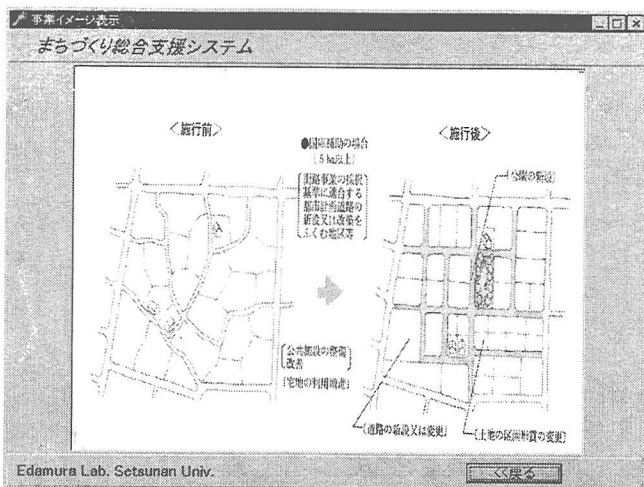 事業イメージ表示
まちづくり総合支援システム
〈施行前〉
●国庫補助の場合
(5ha以上)
街路事業の採択
基準に適合する
都市計画道路の
新設又は改築を
ふくむ地区等
〈施行後〉
(公園の新設)
公共施設の整備
改善
(宅地の利用増進)
(道路の新設又は変更)
(土地の区画形質の変更)
Edamura Lab. Setsunan Univ.
<<戻る